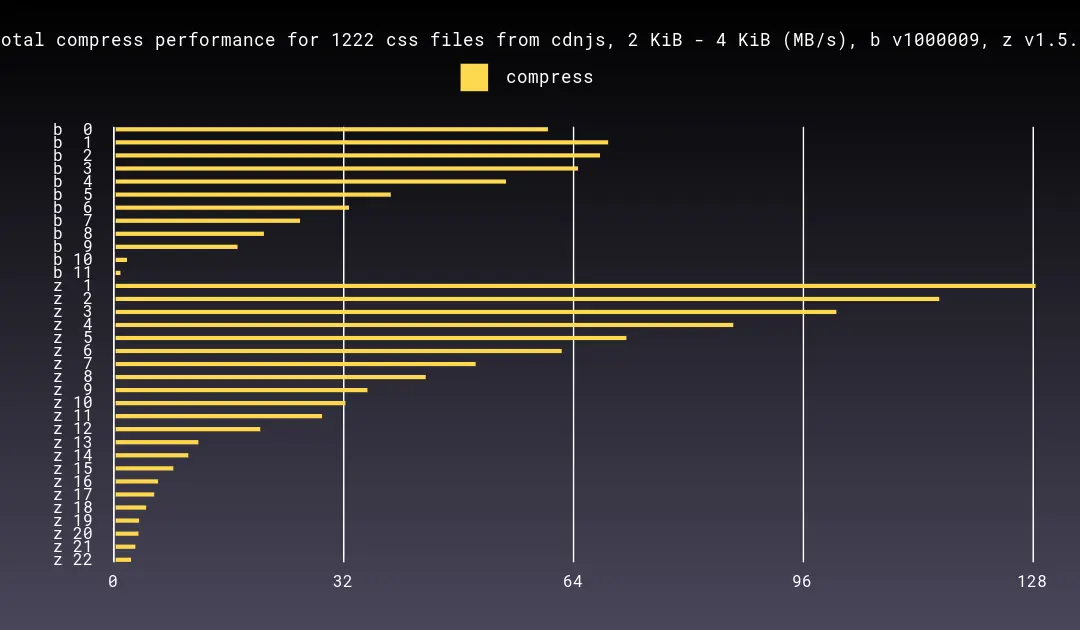 otal compress performance for 1222 css files from cdnjs, 2 KiB - 4 KiB (MB/s), b v1000009, z v1.5.
compress
b 0
b 1
b 2
b 3
b 4
b 5
b 6
b 7
b 8
b 9
b 10
b 11
z 1
z 2
z 3
z 4
z 5
z 6
z 7
z 8
z 9
z 10
z 11
z 12
z 13
z 14
z 15
z 16
z 17
z 18
z 19
z 20
z 21
z 22
0 32 64 96 128